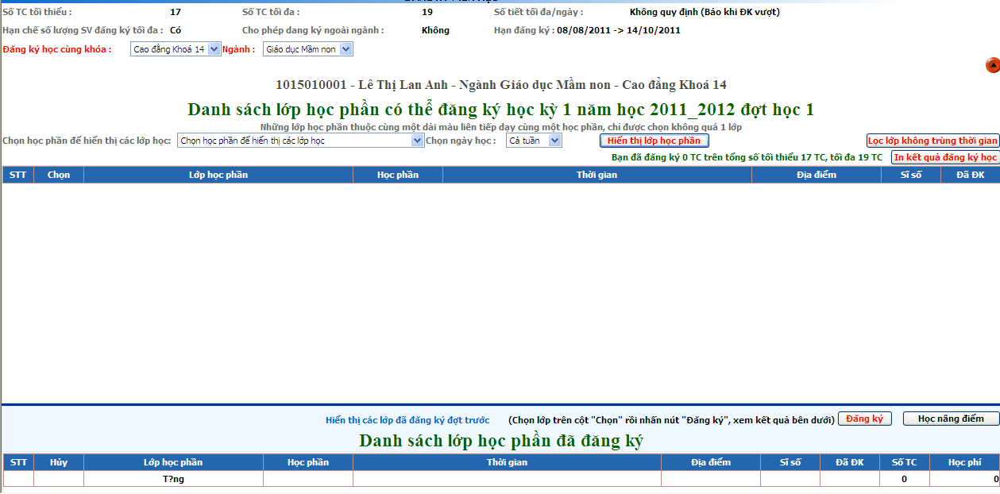 Số TC tối thiểu : 17 Số TC tối đa : 19 Số tiết tối đa/ngày : Không quy định (Báo khi ĐK vượt)
Hạn chế số lượng SV đăng ký tối đa : Có Cho phép đang ký ngoài ngành : Không Hạn đăng ký : 08/08/2011 -> 14/10/2011
Đăng ký học cùng khóa : Cao đẳng Khoá 14 Ngành : Giáo dục Mầm non
1015010001 - Lê Thị Lan Anh - Ngành Giáo dục Mầm non - Cao đẳng Khoá 14
Danh sách lớp học phần có thể đăng ký học kỳ 1 năm học 2011_2012 đợt học 1
Những lớp học phần thuộc cùng một dải màu liên tiếp dạy cùng một học phần, chỉ được chọn không quá 1 lớp
Chọn học phần để hiển thị các lớp học: Chọn học phần để hiển thị các lớp học Chọn ngày học : Cả tuần Hiển thị lớp học phần Lọc lớp không trùng thời gian
Bạn đã đăng ký 0 TC trên tổng số tối thiểu 17 TC, tối đa 19 TC In kết quả đăng ký học
STT Chọn Lớp học phần Học phần Thời gian Địa điểm Sĩ số Đã ĐK
Hiển thị các lớp đã đăng ký đợt trước (Chọn lớp trên cột "Chọn" rồi nhấn nút "Đăng ký", xem kết quả bên dưới) Đăng ký Học nâng điểm
Danh sách lớp học phần đã đăng ký
STT Hủy Lớp học phần Học phần Thời gian Địa điểm Sĩ số Đã ĐK Số TC Học phí
T?ng 0 0